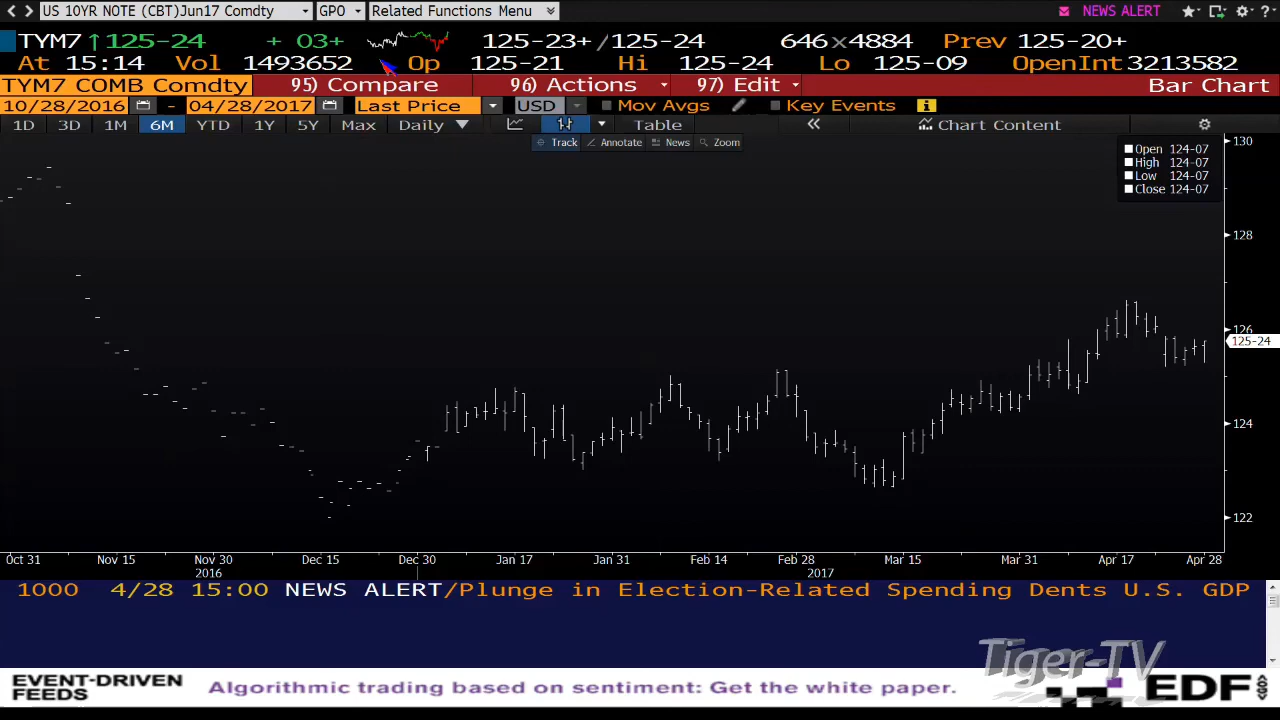 US 10YR NOTE (CBT)Jun17 Comdty GPO Related Functions Menu NEWS ALERT ?
TYM7 ↑125-24 + 03+ 125-23+/125-24 646×4884 Prev 125-20+
At 15:14 Vol 1493652 Op 125-21 Hi 125-24 Lo 125-09 OpenInt 3213582
TYM7 COMB Comdty 95) Compare 96) Actions 97) Edit Bar Chart
10/28/2016 - 04/28/2017 Last Price USD Mov Avgs Key Events
1D 3D 1M 6M YTD 1Y 5Y Max Daily Table « Chart Content
Track Annotate News Zoom
Open 124-07
High 124-07
Low 124-07
Close 124-07
130
128
126
125-24
124
122
Oct 31 Nov 15 Nov 30 Dec 15 Dec 30 Jan 17 Jan 31 Feb 14 Feb 28 Mar 15 Mar 31 Apr 17 Apr 28
2016 2017
1000 4/28 15:00 NEWS ALERT/Plunge in Election-Related Spending Dents U.S. GDP
Tiger-TV
EVENT-DRIVEN
FEEDS
Algorithmic trading based on sentiment: Get the white paper.
EDF